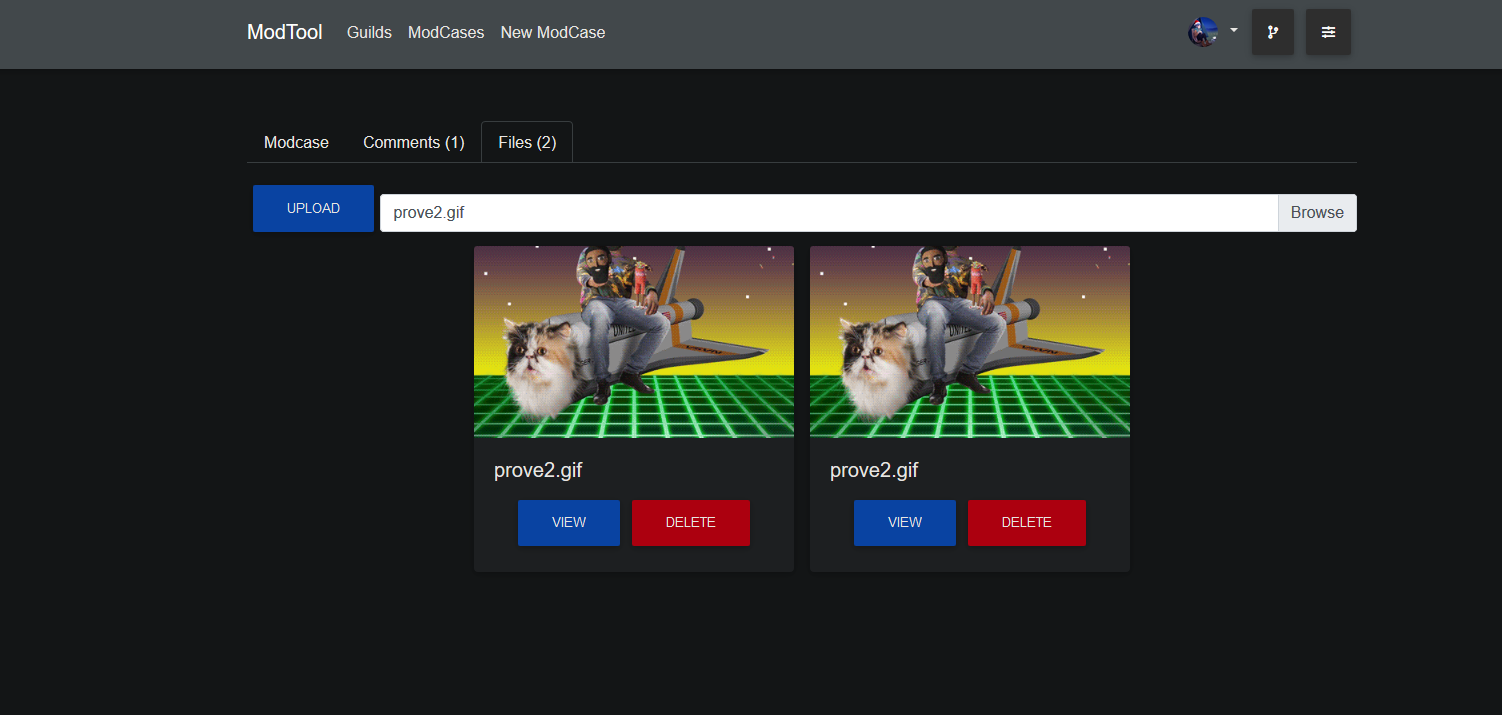 ModTool Guilds ModCases New ModCase
Modcase Comments (1) Files (2)
UPLOAD prove2.gif Browse
prove2.gif prove2.gif
VIEW DELETE VIEW DELETE